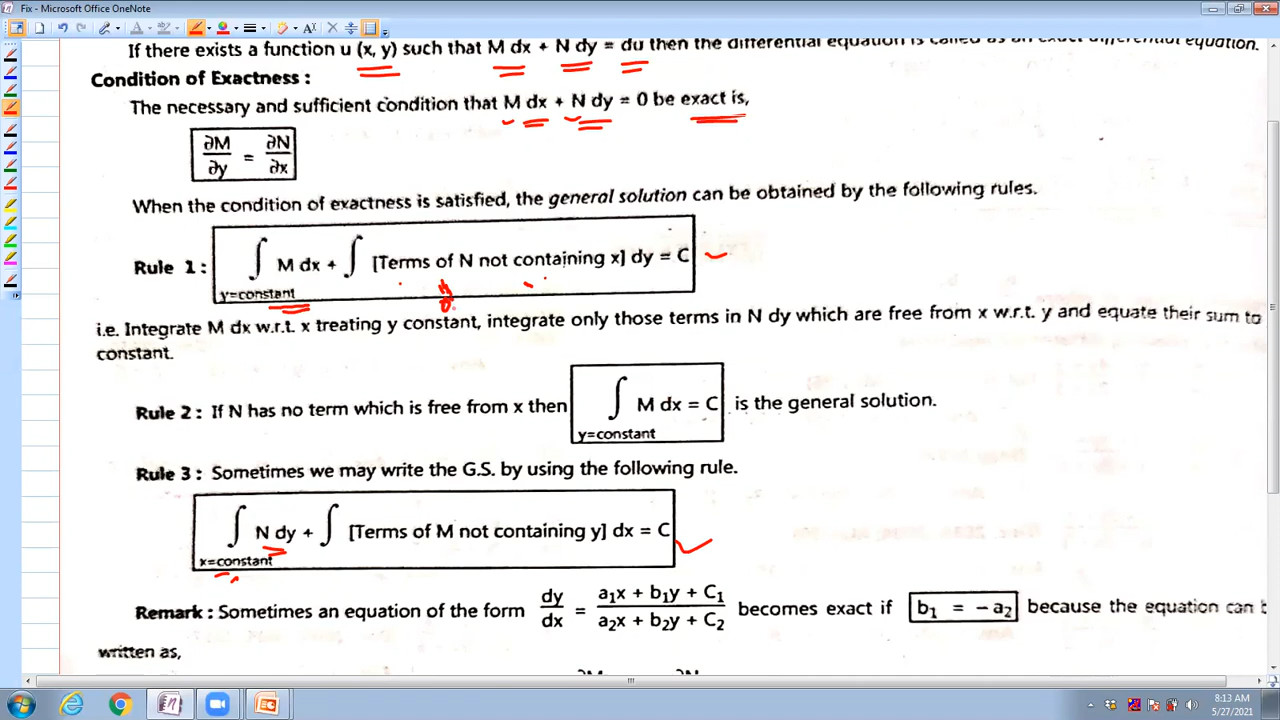 Fix - Microsoft Office OneNote
If there exists a function u (x, y) such that M dx + N dy = du then the differential equation is called as an exact differential equation.
Condition of Exactness :
The necessary and sufficient condition that M dx + N dy = 0 be exact is,
∂M/∂y = ∂N/∂x
When the condition of exactness is satisfied, the general solution can be obtained by the following rules.
Rule 1 : ∫ M dx + ∫ [Terms of N not containing x] dy = C
y=constant
i.e. Integrate M dx w.r.t. x treating y constant, integrate only those terms in N dy which are free from x w.r.t. y and equate their sum to
constant.
Rule 2 : If N has no term which is free from x then ∫ M dx = C is the general solution.
y=constant
Rule 3 : Sometimes we may write the G.S. by using the following rule.
∫ N dy + ∫ [Terms of M not containing y] dx = C
x=constant
Remark : Sometimes an equation of the form dy/dx = a₁x + b₁y + C₁ / a₂x + b₂y + C₂ becomes exact if b₁ = – a₂ because the equation can
written as,
∂M ∂N
8:13 AM
5/27/2021